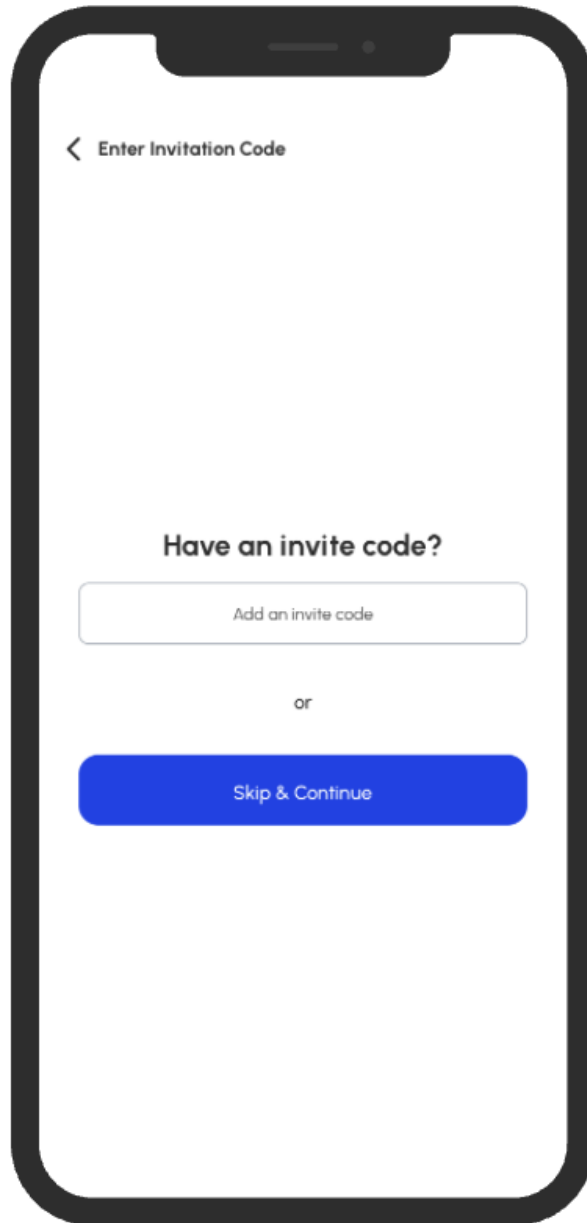 Enter Invitation Code
Have an invite code?
Add an invite code
or
Skip & Continue